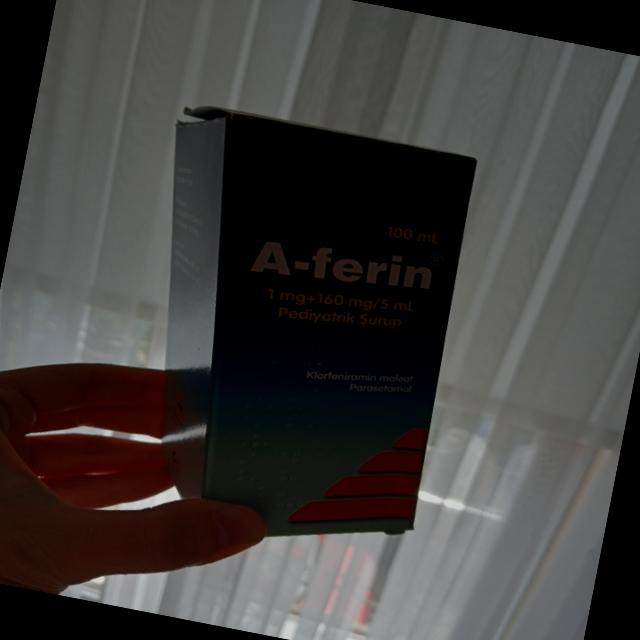 100 mL
A-ferin®
1 mg+160 mg/5 mL
Pediyatrik Şurup
Klorfeniramin maleat
Parasetamol